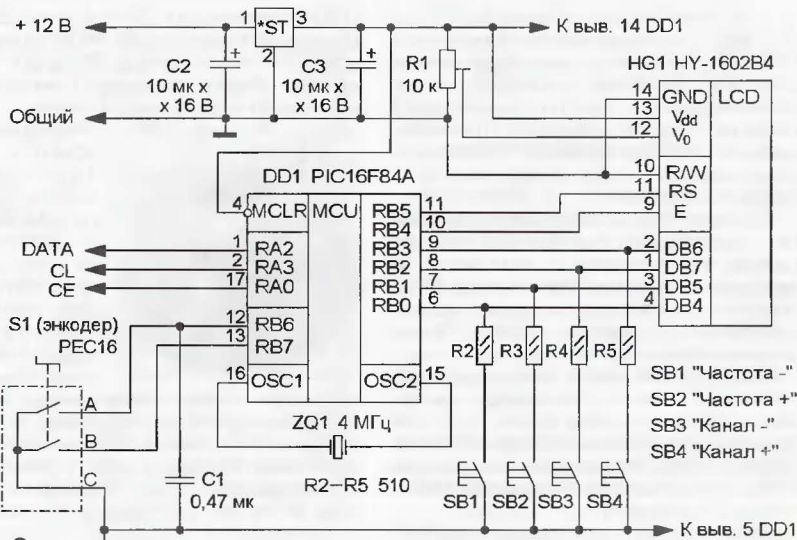 + 12 В
1
*ST
3
2
К выв. 14 DD1
C2
10 мк х
х 16 В
C3
10 мк х
х 16 В
R1
10 к
Общий
HG1 HY-1602B4
14
GND
LCD
13
Vdd
12
V0
10
R/W
11
RS
9
E
2
DB6
1
DB7
3
DB5
4
DB4
DD1 PIC16F84A
4
MCLR
MCU
RB5
11
RB4
10
DATA
1
RA2
RB3
9
CL
2
RA3
RB2
8
CE
17
RA0
RB1
7
RB0
6
S1 (энкодер)
PEC16
12
RB6
13
RB7
16
OSC1
OSC2
15
A
B
C
ZQ1 4 МГц
C1
0,47 мк
R2–R5 510
R2
R3
R4
R5
SB1 "Частота -"
SB2 "Частота +"
SB3 "Канал -"
SB4 "Канал +"
SB1
SB2
SB3
SB4
К выв. 5 DD1